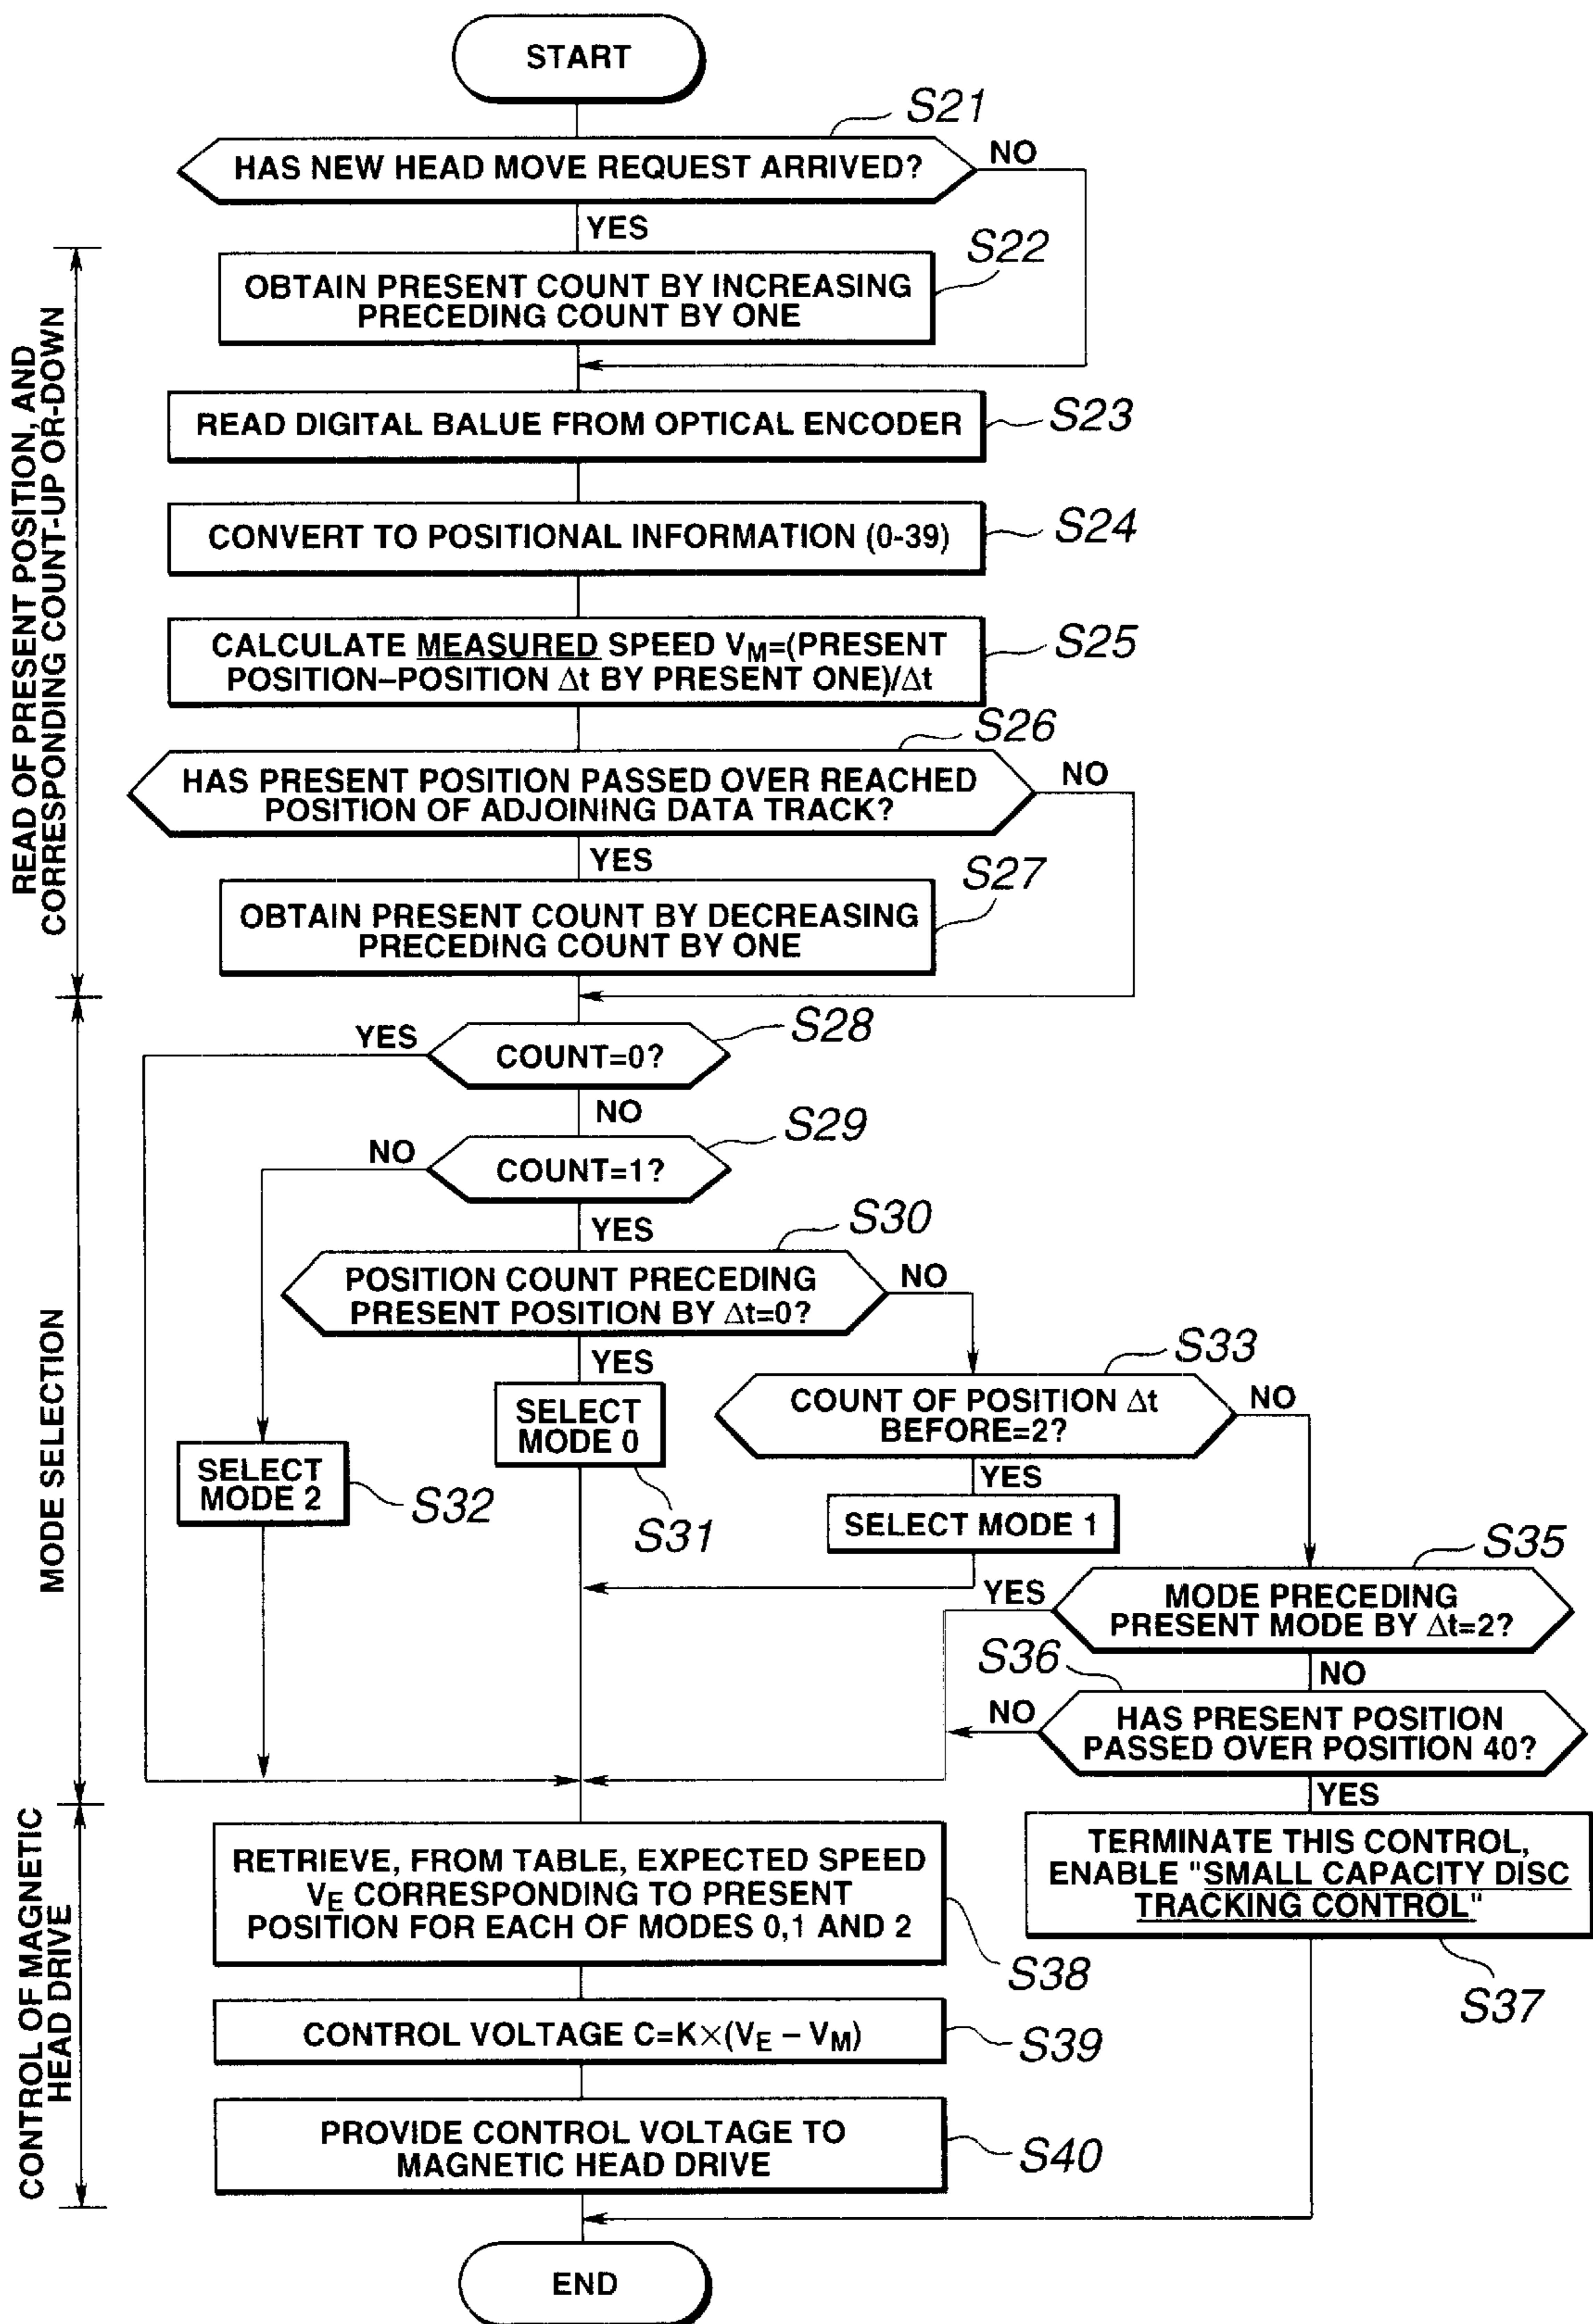 START
S21
HAS NEW HEAD MOVE REQUEST ARRIVED?
NO
YES
S22
OBTAIN PRESENT COUNT BY INCREASING
PRECEDING COUNT BY ONE
READ OF PRESENT POSITION, AND
CORRESPONDING COUNT-UP OR-DOWN
READ DIGITAL BALUE FROM OPTICAL ENCODER
S23
CONVERT TO POSITIONAL INFORMATION (0-39)
S24
CALCULATE MEASURED SPEED VM=(PRESENT
POSITION–POSITION Δt BY PRESENT ONE)/Δt
S25
S26
HAS PRESENT POSITION PASSED OVER REACHED
POSITION OF ADJOINING DATA TRACK?
NO
YES
S27
OBTAIN PRESENT COUNT BY DECREASING
PRECEDING COUNT BY ONE
MODE SELECTION
YES
COUNT=0?
S28
NO
NO
COUNT=1?
S29
YES
S30
POSITION COUNT PRECEDING
PRESENT POSITION BY Δt=0?
NO
YES
S33
COUNT OF POSITION Δt
BEFORE=2?
NO
SELECT
MODE 0
S31
SELECT
MODE 2
S32
YES
SELECT MODE 1
S35
YES
MODE PRECEDING
PRESENT MODE BY Δt=2?
S36
NO
NO
HAS PRESENT POSITION
PASSED OVER POSITION 40?
YES
CONTROL OF MAGNETIC
HEAD DRIVE
RETRIEVE, FROM TABLE, EXPECTED SPEED
VE CORRESPONDING TO PRESENT
POSITION FOR EACH OF MODES 0,1 AND 2
S38
TERMINATE THIS CONTROL,
ENABLE "SMALL CAPACITY DISC
TRACKING CONTROL"
S37
CONTROL VOLTAGE C=K×(VE – VM)
S39
PROVIDE CONTROL VOLTAGE TO
MAGNETIC HEAD DRIVE
S40
END